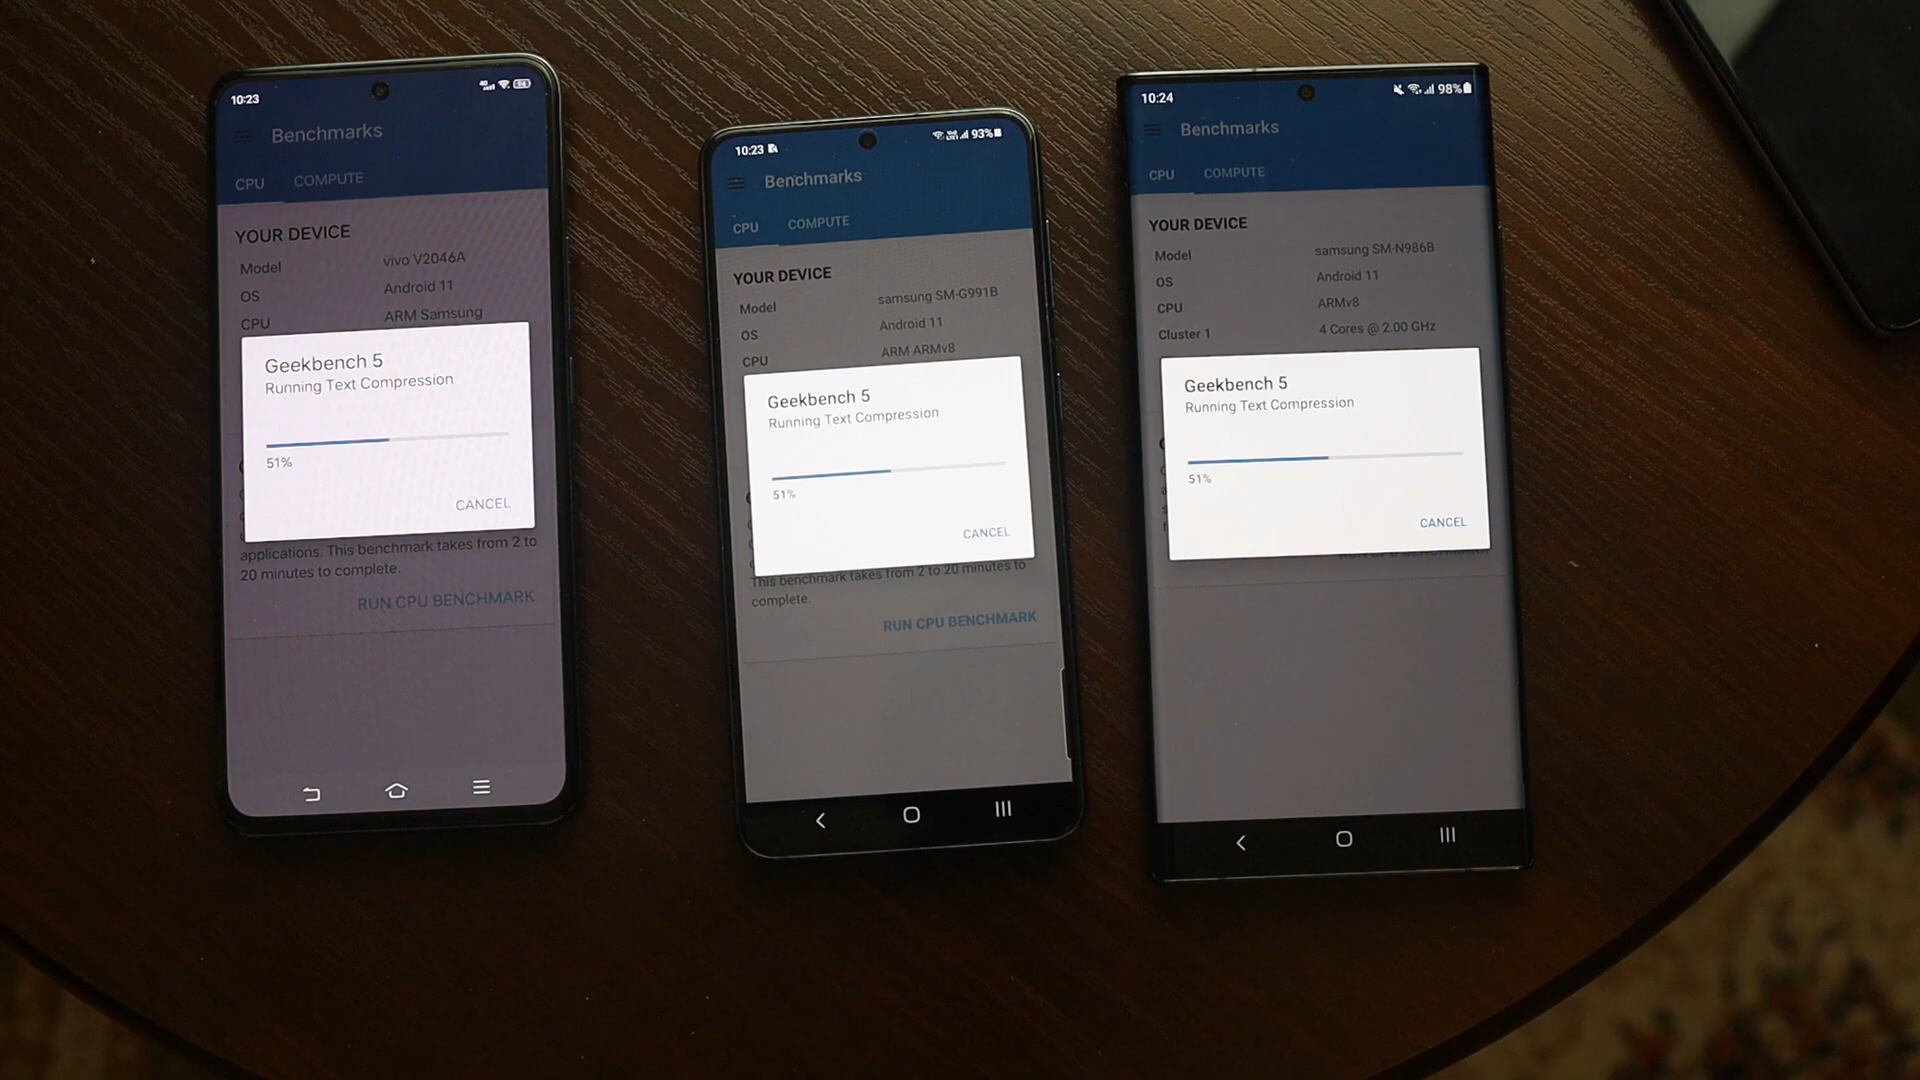 10:23
Benchmarks
CPU COMPUTE
YOUR DEVICE
Model vivo V2046A
OS Android 11
CPU ARM Samsung
Geekbench 5
Running Text Compression
51%
CANCEL
applications. This benchmark takes from 2 to
20 minutes to complete.
RUN CPU BENCHMARK
10:23 93%
Benchmarks
CPU COMPUTE
YOUR DEVICE
Model samsung SM-G991B
OS Android 11
CPU ARM ARMv8
Geekbench 5
Running Text Compression
51%
CANCEL
This benchmark takes from 2 to 20 minutes to
complete.
RUN CPU BENCHMARK
10:24 98%
Benchmarks
CPU COMPUTE
YOUR DEVICE
Model samsung SM-N986B
OS Android 11
CPU ARMv8
Cluster 1 4 Cores @ 2.00 GHz
Geekbench 5
Running Text Compression
51%
CANCEL